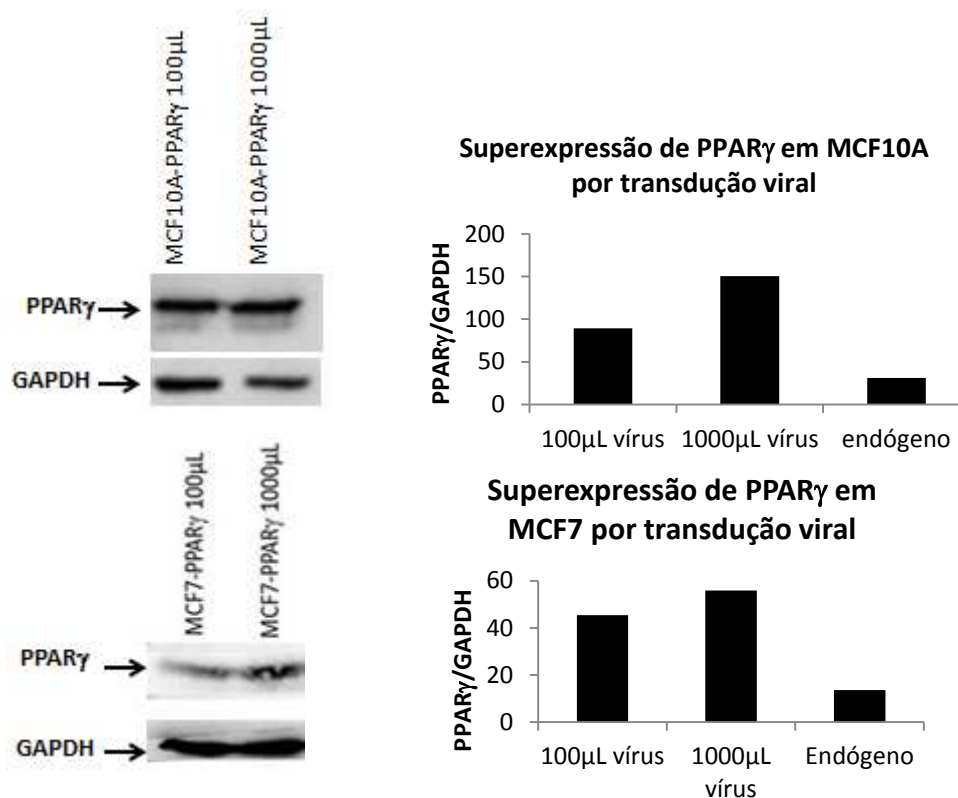 MCF10A-PPARγ 100µL
MCF10A-PPARγ 1000µL
PPARγ
GAPDH
Superexpressão de PPARγ em MCF10A
por transdução viral
PPARγ/GAPDH
200
150
100
50
0
100µL vírus
1000µL vírus
endógeno
MCF7-PPARγ 100µL
MCF7-PPARγ 1000µL
PPARγ
GAPDH
Superexpressão de PPARγ em
MCF7 por transdução viral
PPARγ/GAPDH
60
40
20
0
100µL vírus
1000µL
vírus
Endógeno